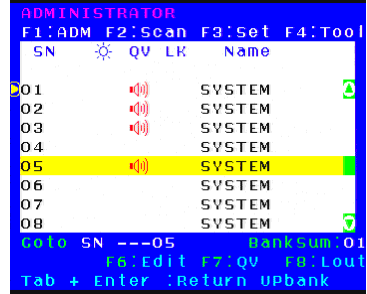 ADMINISTRATOR
F1:ADM F2:Scan F3:Set F4:Tool
SN QV LK Name
01 SYSTEM
02 SYSTEM
03 SYSTEM
04 SYSTEM
05 SYSTEM
06 SYSTEM
07 SYSTEM
08 SYSTEM
Goto SN ---05 BankSum:01
F6:Edit F7:QV F8:Lout
Tab + Enter :Return UPbank